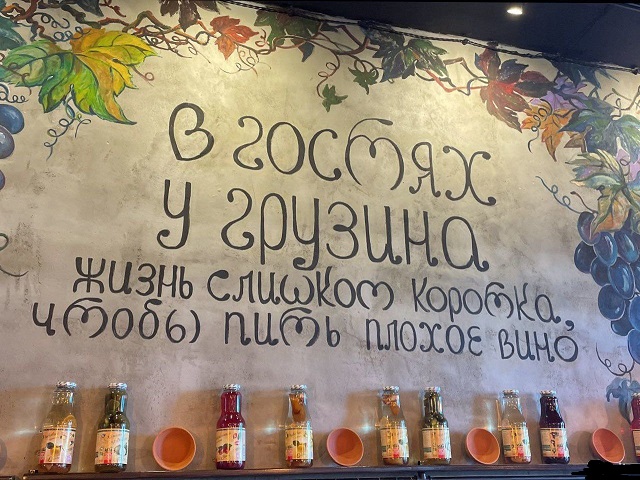 В гостях
у грузина
жизнь слишком коротка,
чтобы пить плохое вино